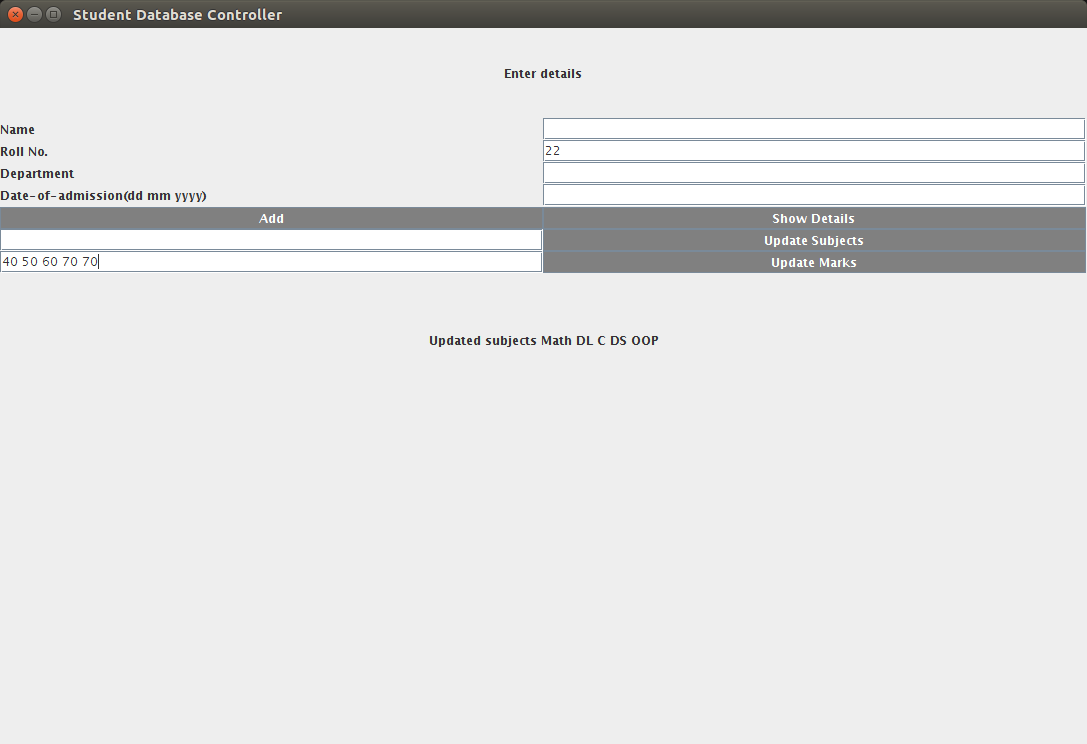 Student Database Controller
Enter details
Name
Roll No. 22
Department
Date-of-admission(dd mm yyyy)
Add Show Details
Update Subjects
40 50 60 70 70 Update Marks
Updated subjects Math DL C DS OOP